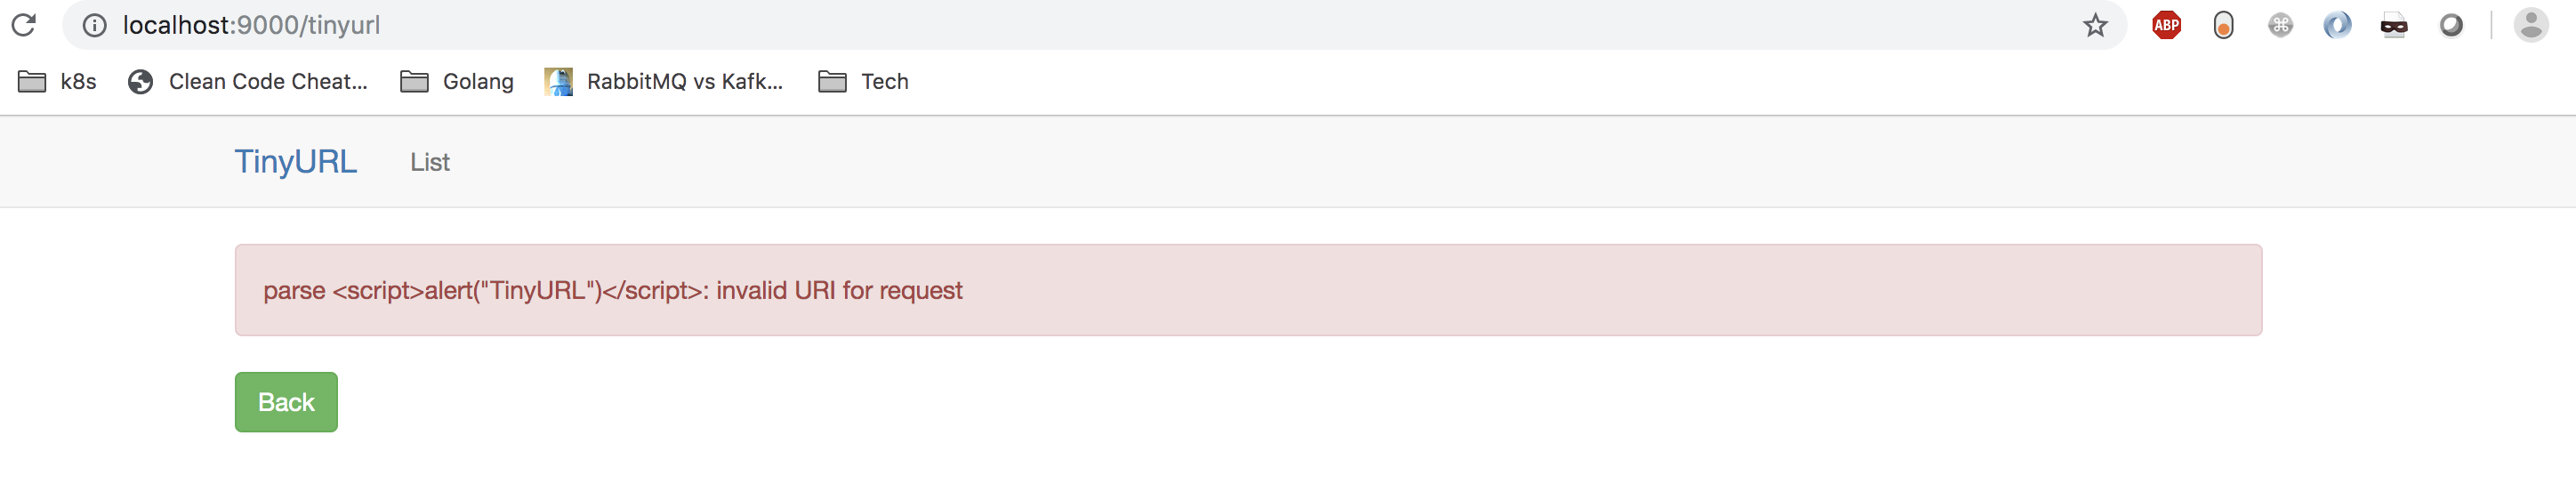 localhost:9000/tinyurl
ABP
k8s Clean Code Cheat... Golang RabbitMQ vs Kafk... Tech
TinyURL List
parse <script>alert("TinyURL")</script>: invalid URI for request
Back